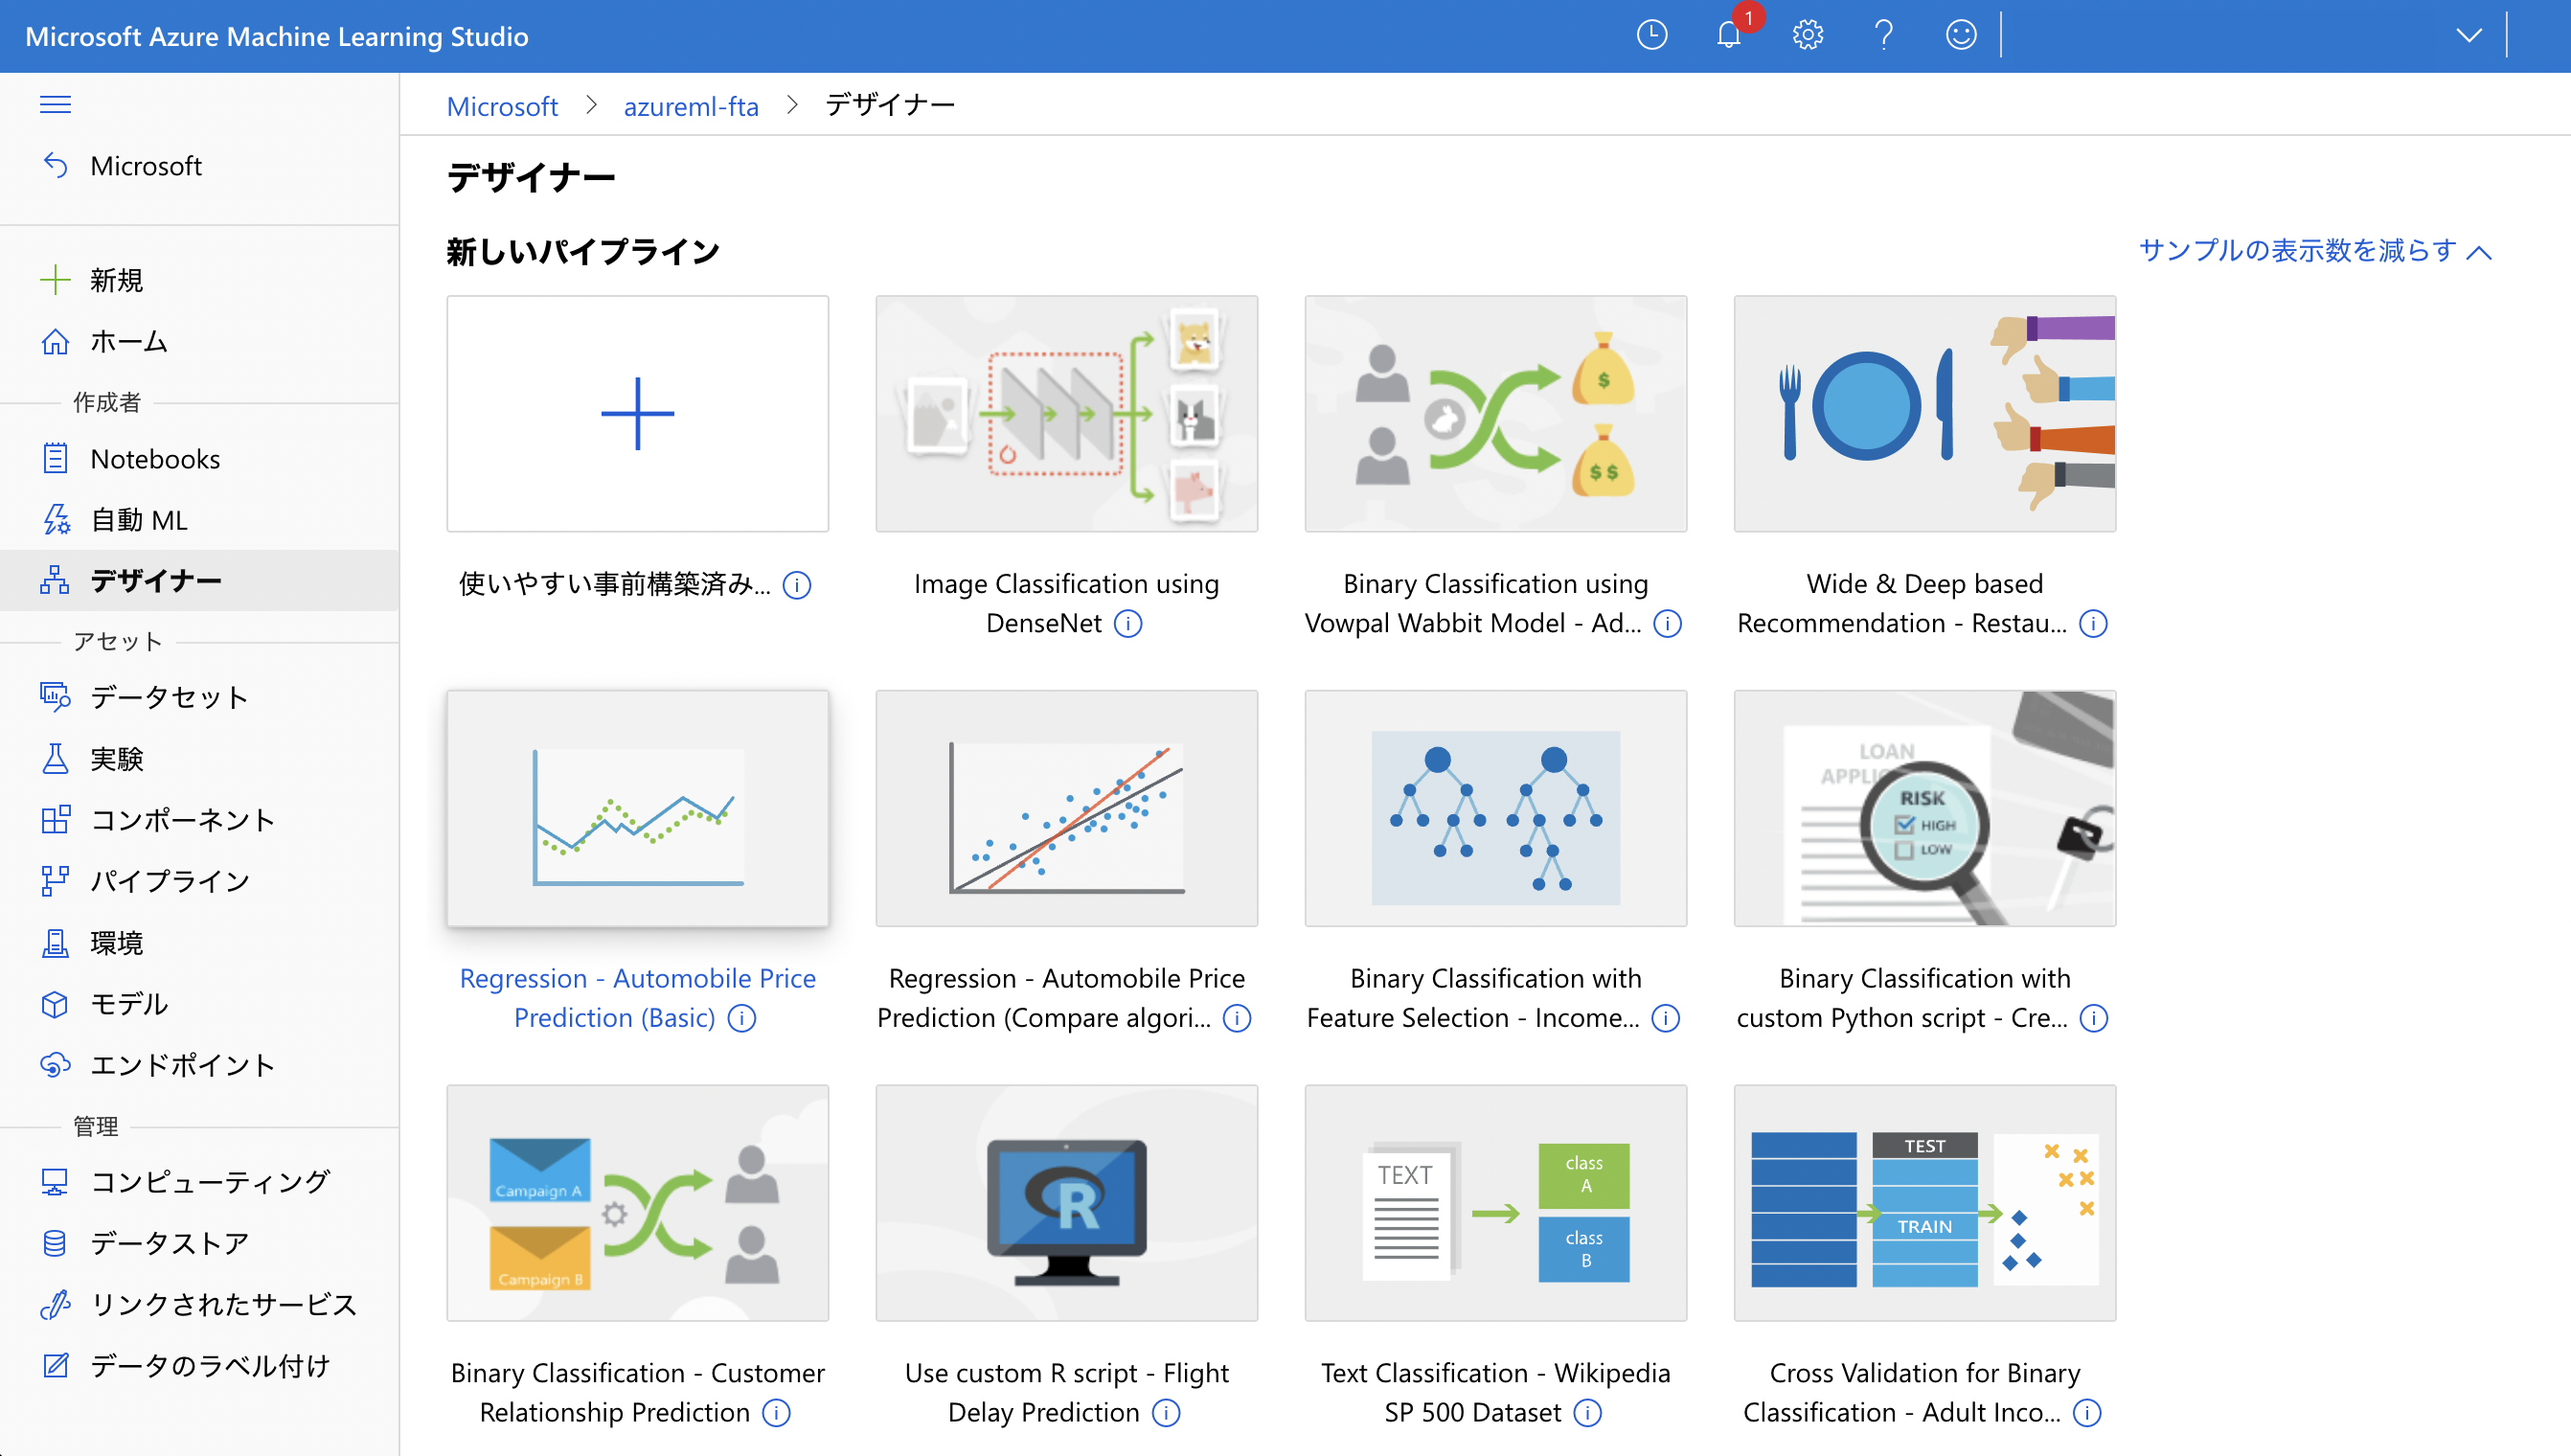 Microsoft Azure Machine Learning Studio
1
Microsoft
新規
ホーム
作成者
Notebooks
自動 ML
デザイナー
アセット
データセット
実験
コンポーネント
パイプライン
環境
モデル
エンドポイント
管理
コンピューティング
データストア
リンクされたサービス
データのラベル付け
Microsoft > azureml-fta > デザイナー
デザイナー
新しいパイプライン
サンプルの表示数を減らす
$
$$
使いやすい事前構築済み...
Image Classification using
DenseNet
Binary Classification using
Vowpal Wabbit Model - Ad...
Wide & Deep based
Recommendation - Restau...
LOAN
RISK
HIGH
LOW
Regression - Automobile Price
Prediction (Basic)
Regression - Automobile Price
Prediction (Compare algori...
Binary Classification with
Feature Selection - Income...
Binary Classification with
custom Python script - Cre...
Campaign A
Campaign B
R
TEXT
class
A
class
B
TEST
TRAIN
Binary Classification - Customer
Relationship Prediction
Use custom R script - Flight
Delay Prediction
Text Classification - Wikipedia
SP 500 Dataset
Cross Validation for Binary
Classification - Adult Inco...